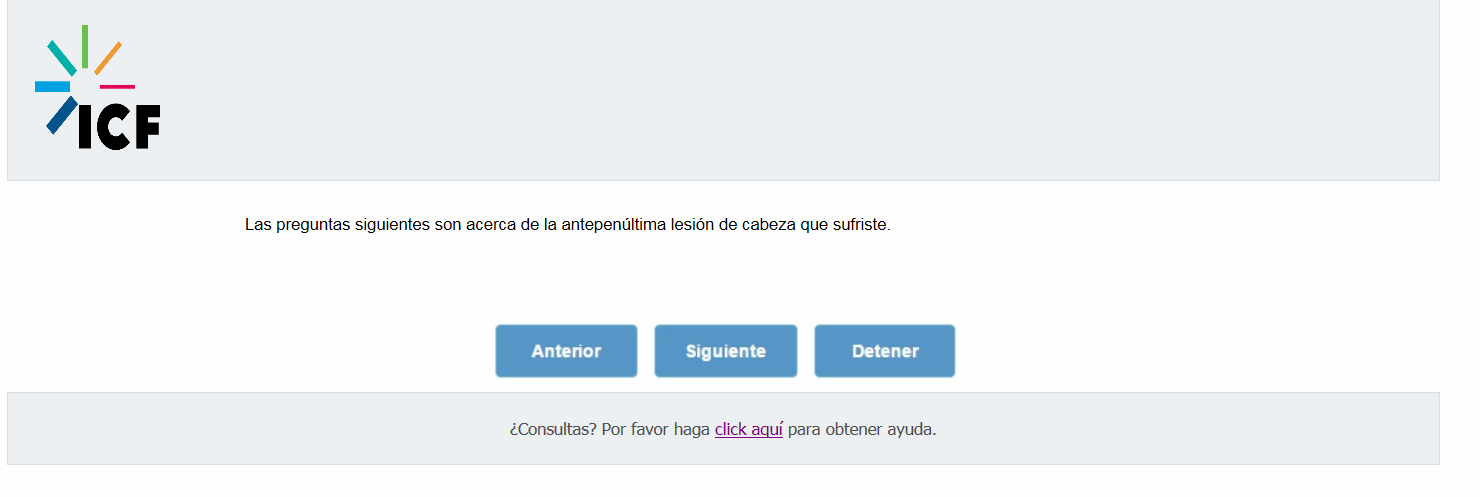 ICF
Las preguntas siguientes son acerca de la antepenúltima lesión de cabeza que sufriste.
Anterior
Siguiente
Detener
¿Consultas? Por favor haga click aquí para obtener ayuda.